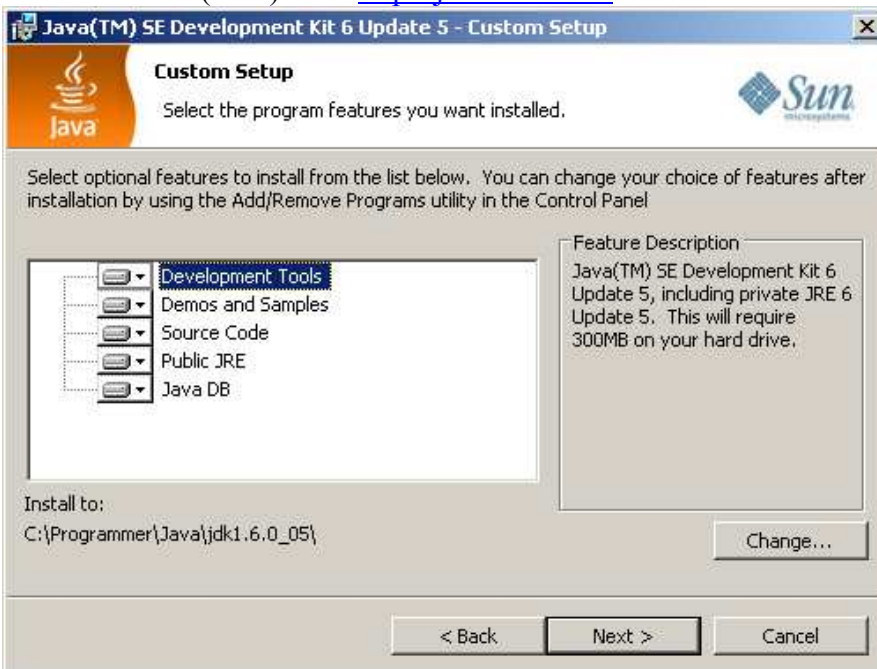 Java(TM) SE Development Kit 6 Update 5 - Custom Setup
Custom Setup
Select the program features you want installed.
Java
Sun
microsystems
Select optional features to install from the list below. You can change your choice of features after
installation by using the Add/Remove Programs utility in the Control Panel
Development Tools
Demos and Samples
Source Code
Public JRE
Java DB
Feature Description
Java(TM) SE Development Kit 6
Update 5, including private JRE 6
Update 5. This will require
300MB on your hard drive.
Install to:
C:\Programmer\Java\jdk1.6.0_05\
Change...
< Back
Next >
Cancel